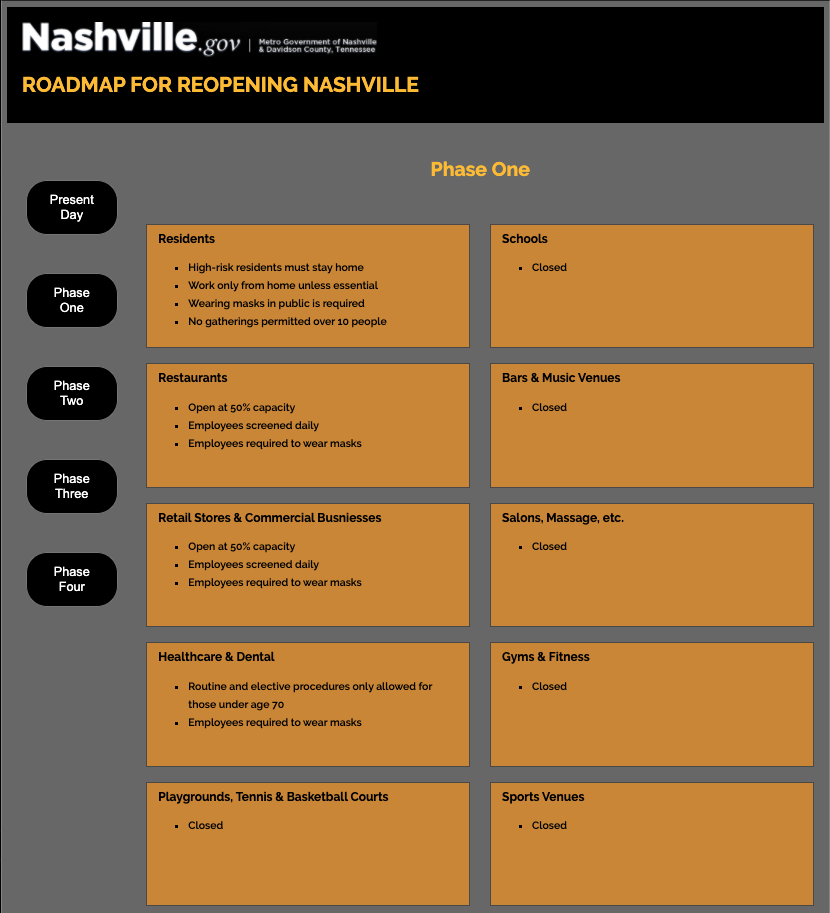 Nashville.gov | Metro Government of Nashville
& Davidson County, Tennessee
ROADMAP FOR REOPENING NASHVILLE
Present
Day
Phase
One
Phase
Two
Phase
Three
Phase
Four
Phase One
Residents
▪ High-risk residents must stay home
▪ Work only from home unless essential
▪ Wearing masks in public is required
▪ No gatherings permitted over 10 people
Schools
▪ Closed
Restaurants
▪ Open at 50% capacity
▪ Employees screened daily
▪ Employees required to wear masks
Bars & Music Venues
▪ Closed
Retail Stores & Commercial Busniesses
▪ Open at 50% capacity
▪ Employees screened daily
▪ Employees required to wear masks
Salons, Massage, etc.
▪ Closed
Healthcare & Dental
▪ Routine and elective procedures only allowed for
those under age 70
▪ Employees required to wear masks
Gyms & Fitness
▪ Closed
Playgrounds, Tennis & Basketball Courts
▪ Closed
Sports Venues
▪ Closed